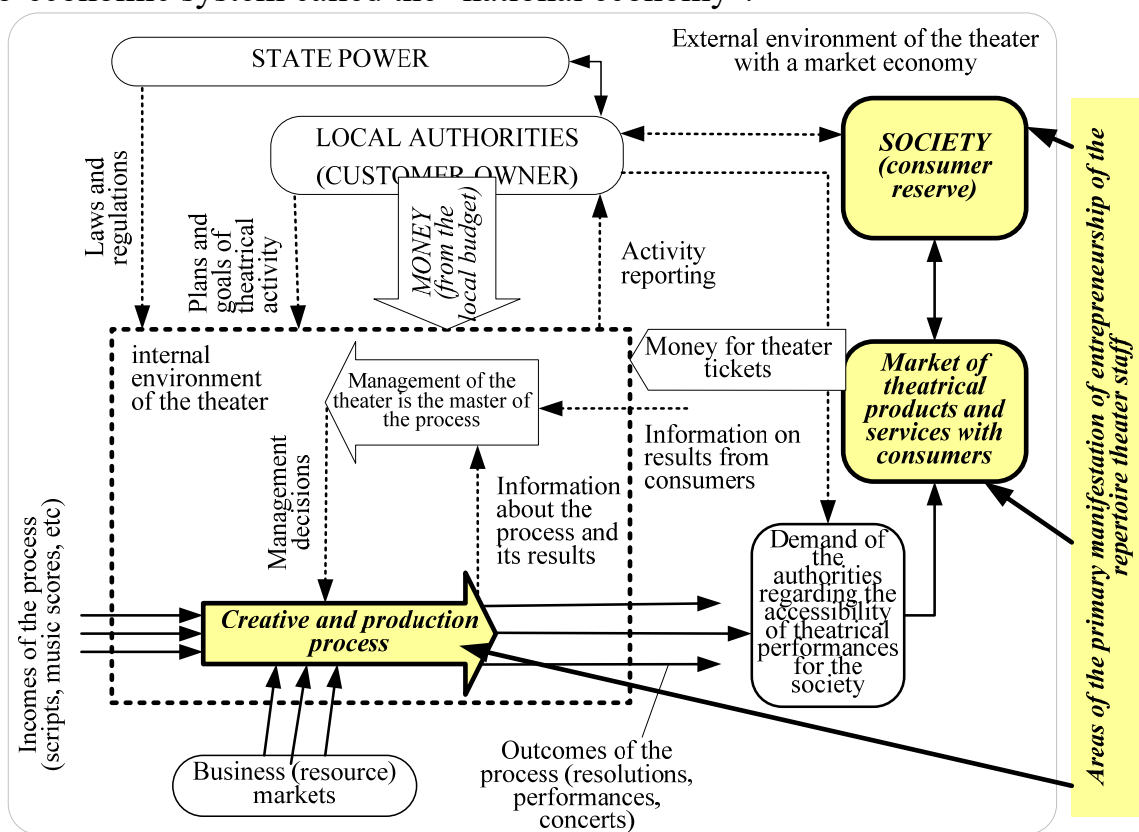 economic system called the "national economy".
External environment of the theater
with a market economy
STATE POWER
LOCAL AUTHORITIES
(CUSTOMER OWNER)
SOCIETY
(consumer
reserve)
Laws and
regulations
Plans and
goals of
theatrical
activity
MONEY
(from the
local budget)
Activity
reporting
internal
environment
of the theater
Management of the
theater is the master of
the process
Money for theater
tickets
Market of
theatrical
products and
services with
consumers
Information on
results from
consumers
Management
decisions
Information
about the
process and
its results
Demand of
the
authorities
regarding the
accessibility
of theatrical
performances
for the
society
Incomes of the process
(scripts, music scores, etc)
Creative and production
process
Business (resource)
markets
Outcomes of the
process (resolutions,
performances,
concerts)
Areas of the primary manifestation of entrepreneurship of the
repertoire theater staff